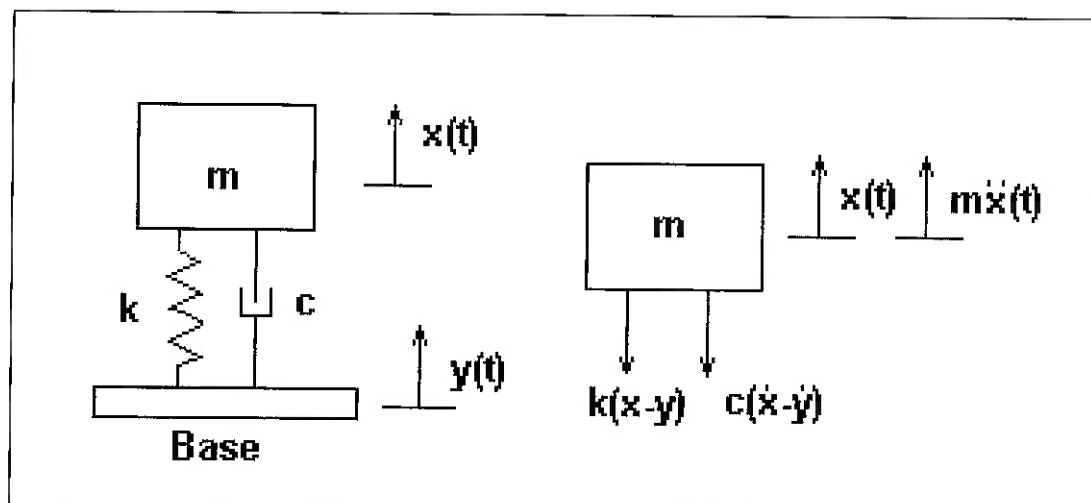 x(t)
m
k
c
y(t)
Base
m
x(t)
mẍ(t)
k(x-y)
c(ẋ-ẏ)